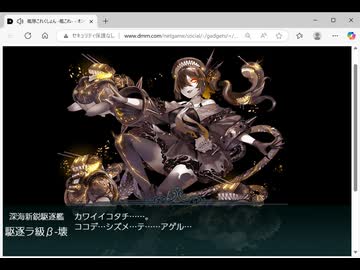 艦隊これくしょん -艦これ- - オン
セキュリティ保護なし
www.dmm.com/netgame/social/-/gadgets/=/...
深海新鋭駆逐艦
駆逐ラ級β-壊
カワイイコタチ……。
ココデ…シズメ…テ……アゲル…